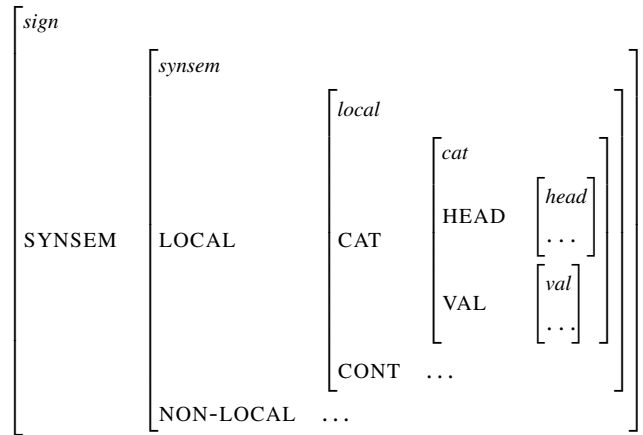 sign
synsem
local
cat
head
HEAD
...
SYNSEM LOCAL CAT
val
VAL
...
CONT ...
NON-LOCAL ...